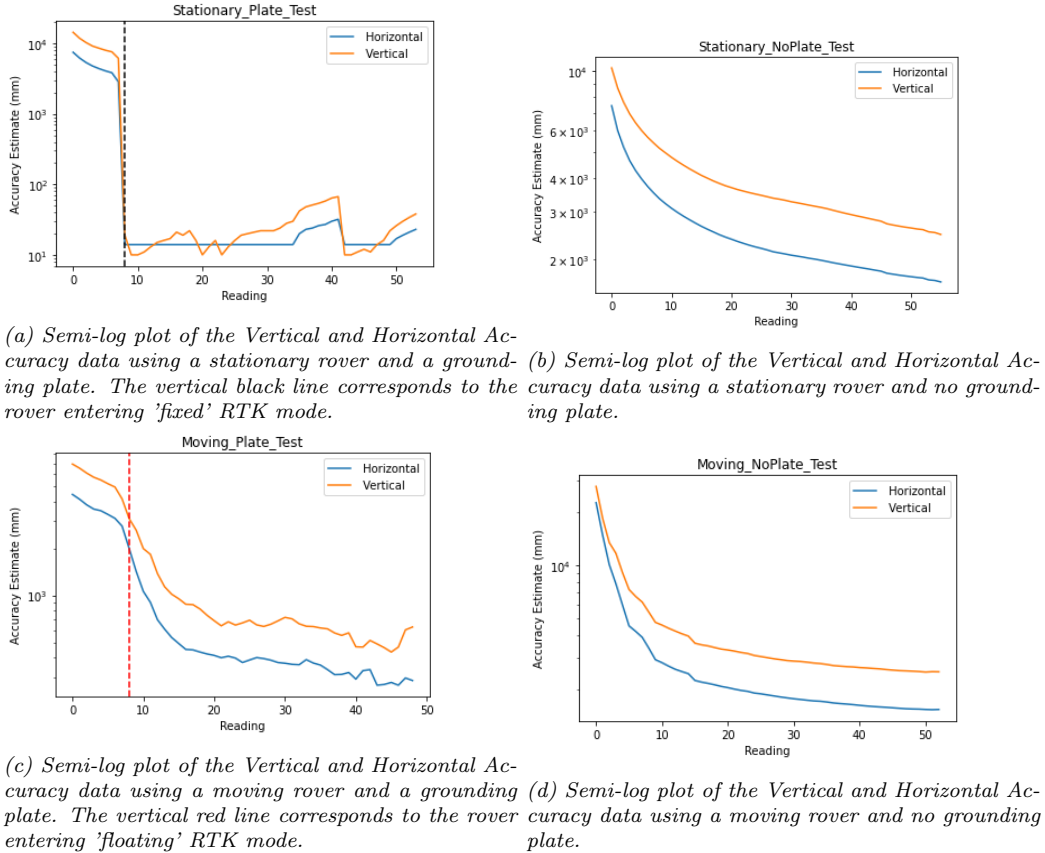 Stationary_Plate_Test
Horizontal
Vertical
Accuracy Estimate (mm)
10⁴
10³
10²
10¹
0 10 20 30 40 50
Reading
(a) Semi-log plot of the Vertical and Horizontal Ac-
curacy data using a stationary rover and a ground-
ing plate. The vertical black line corresponds to the
rover entering 'fixed' RTK mode.
Stationary_NoPlate_Test
Horizontal
Vertical
Accuracy Estimate (mm)
10⁴
6 × 10³
4 × 10³
3 × 10³
2 × 10³
0 10 20 30 40 50
Reading
(b) Semi-log plot of the Vertical and Horizontal Ac-
curacy data using a stationary rover and no ground-
ing plate.
Moving_Plate_Test
Horizontal
Vertical
Accuracy Estimate (mm)
10³
0 10 20 30 40 50
Reading
(c) Semi-log plot of the Vertical and Horizontal Ac-
curacy data using a moving rover and a grounding
plate. The vertical red line corresponds to the rover
entering 'floating' RTK mode.
Moving_NoPlate_Test
Horizontal
Vertical
Accuracy Estimate (mm)
10⁴
0 10 20 30 40 50
Reading
(d) Semi-log plot of the Vertical and Horizontal Ac-
curacy data using a moving rover and no grounding
plate.